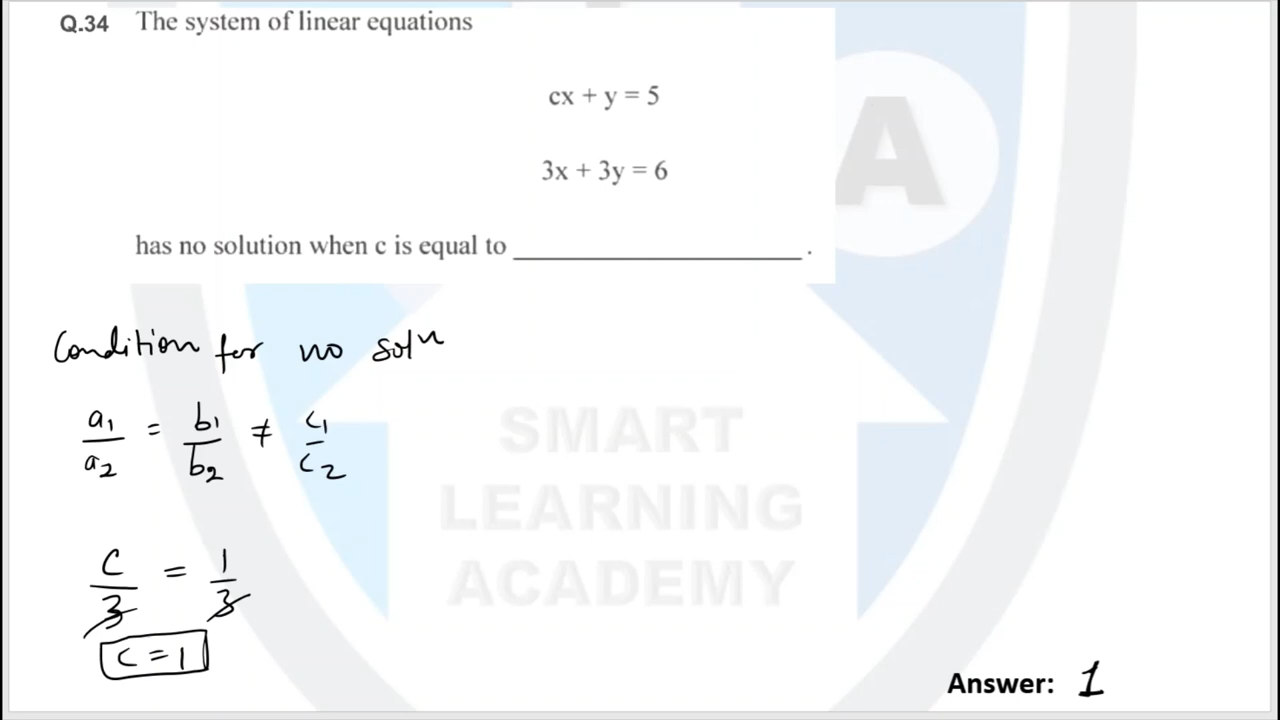 Q.34 The system of linear equations
cx + y = 5
3x + 3y = 6
has no solution when c is equal to ____________________ .
A
Condition for no solⁿ
a₁/a₂ = b₁/b₂ ≠ c₁/c₂
SMART
LEARNING
ACADEMY
c/3 = 1/3
c = 1
Answer: 1